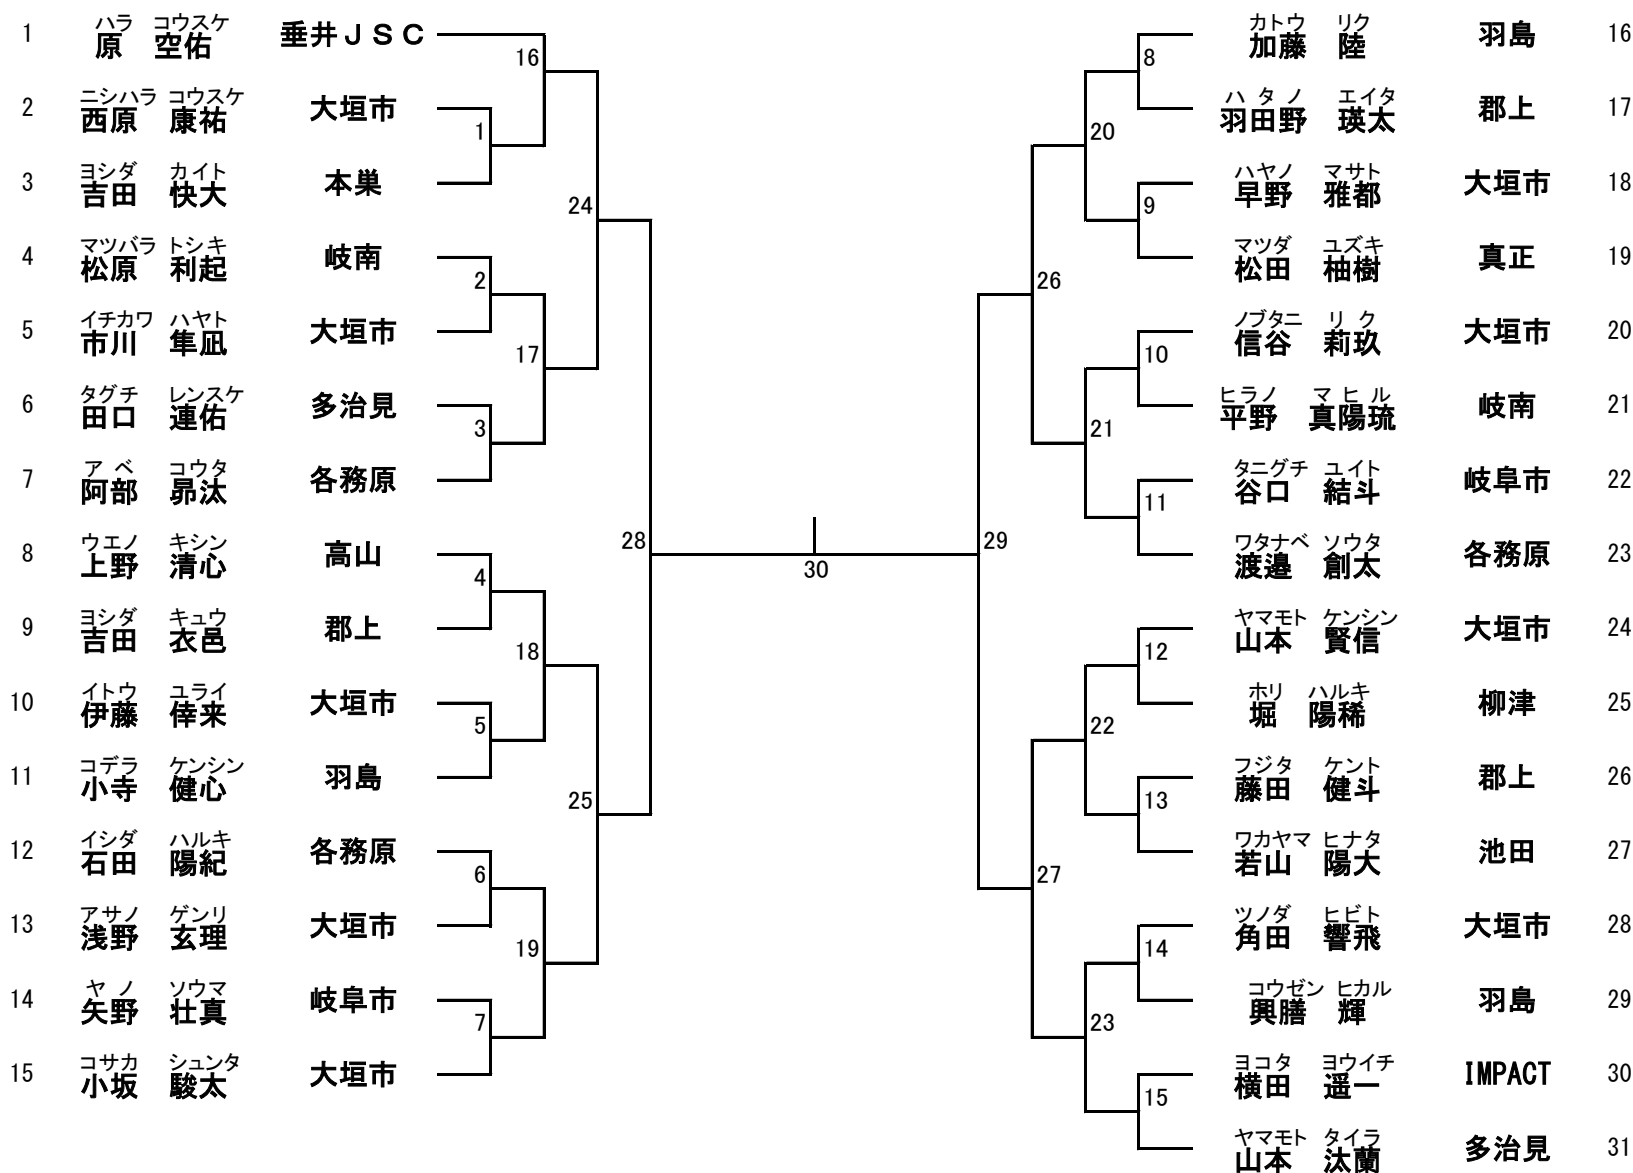 ハラ コウスケ
1 原 空佑 垂井ＪＳＣ
ニシハラ コウスケ
2 西原 康祐 大垣市
ヨシダ カイト
3 吉田 快大 本巣
マツバラ トシキ
4 松原 利起 岐南
イチカワ ハヤト
5 市川 隼凪 大垣市
タグチ レンスケ
6 田口 連佑 多治見
アベ コウタ
7 阿部 昴汰 各務原
ウエノ キシン
8 上野 清心 高山
ヨシダ キュウ
9 吉田 衣邑 郡上
イトウ ユライ
10 伊藤 倖来 大垣市
コデラ ケンシン
11 小寺 健心 羽島
イシダ ハルキ
12 石田 陽紀 各務原
アサノ ゲンリ
13 浅野 玄理 大垣市
ヤノ ソウマ
14 矢野 壮真 岐阜市
コサカ シュンタ
15 小坂 駿太 大垣市
16
1
24
2
17
3
28
4
18
5
25
6
19
7
30
8
20
9
26
10
21
11
29
12
22
13
27
14
23
15
カトウ リク
加藤 陸 羽島 16
ハタノ エイタ
羽田野 瑛太 郡上 17
ハヤノ マサト
早野 雅都 大垣市 18
マツダ ユズキ
松田 柚樹 真正 19
ノブタニ リク
信谷 莉玖 大垣市 20
ヒラノ マヒル
平野 真陽琉 岐南 21
タニグチ ユイト
谷口 結斗 岐阜市 22
ワタナベ ソウタ
渡邉 創太 各務原 23
ヤマモト ケンシン
山本 賢信 大垣市 24
ホリ ハルキ
堀 陽稀 柳津 25
フジタ ケント
藤田 健斗 郡上 26
ワカヤマ ヒナタ
若山 陽大 池田 27
ツノダ ヒビト
角田 響飛 大垣市 28
コウゼン ヒカル
興膳 輝 羽島 29
ヨコタ ヨウイチ
横田 遥一 IMPACT 30
ヤマモト タイラ
山本 汰蘭 多治見 31